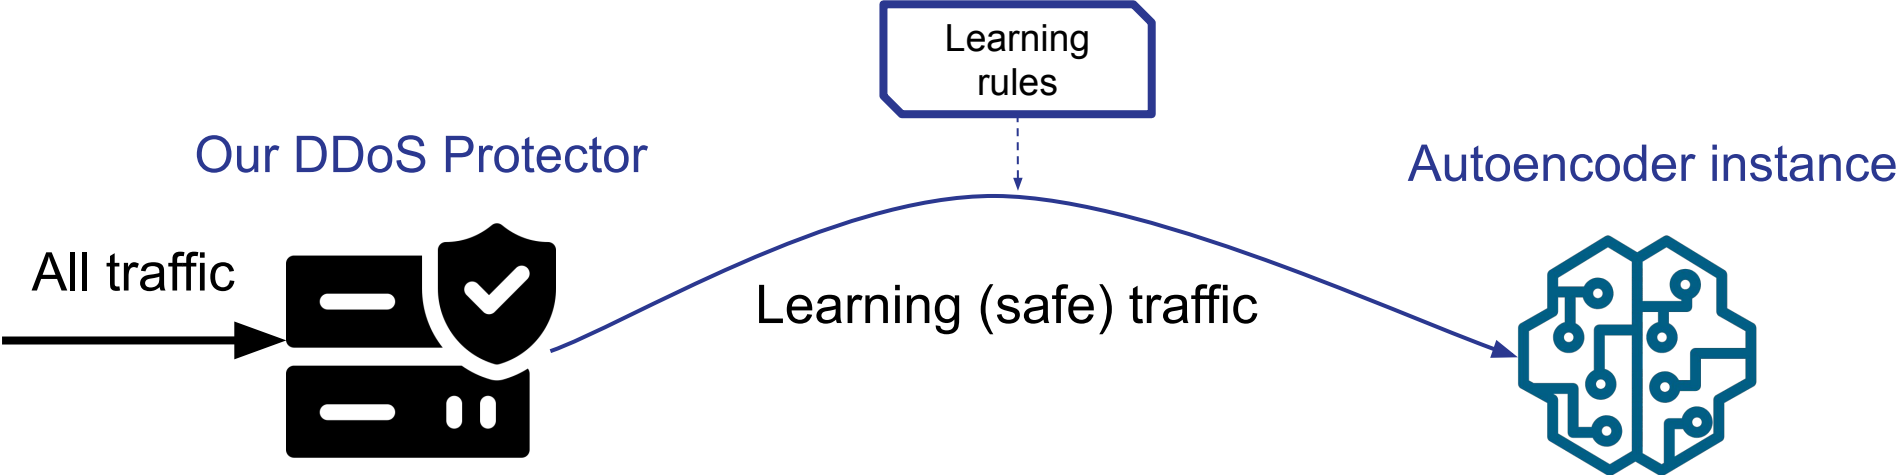 Learning
rules
Our DDoS Protector
Autoencoder instance
All traffic
Learning (safe) traffic